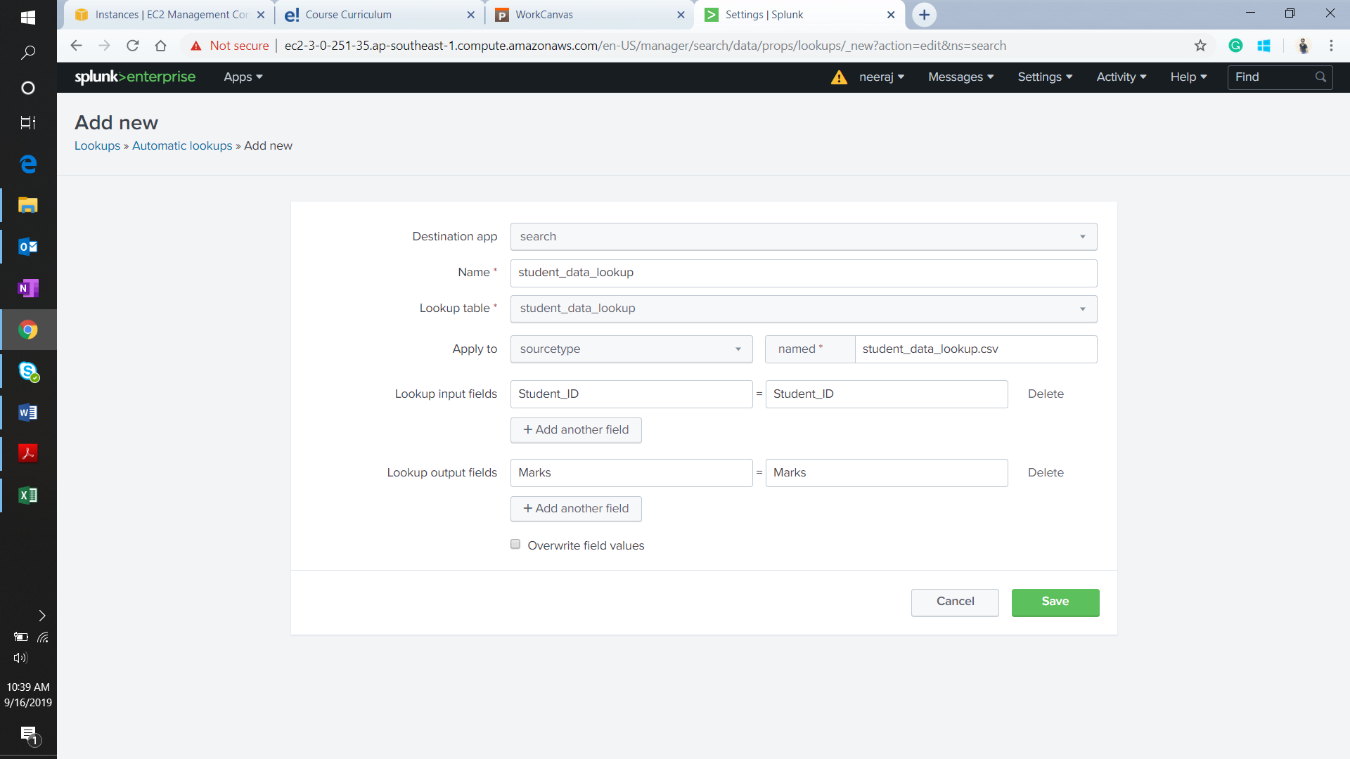 Instances | EC2 Management Con
e! Course Curriculum
WorkCanvas
Settings | Splunk
Not secure | ec2-3-0-251-35.ap-southeast-1.compute.amazonaws.com/en-US/manager/search/data/props/lookups/_new?action=edit&ns=search
splunk>enterprise Apps neeraj Messages Settings Activity Help Find
Add new
Lookups » Automatic lookups » Add new
Destination app search
Name * student_data_lookup
Lookup table * student_data_lookup
Apply to sourcetype named * student_data_lookup.csv
Lookup input fields Student_ID = Student_ID Delete
+ Add another field
Lookup output fields Marks = Marks Delete
+ Add another field
Overwrite field values
Cancel Save
10:39 AM
9/16/2019
1